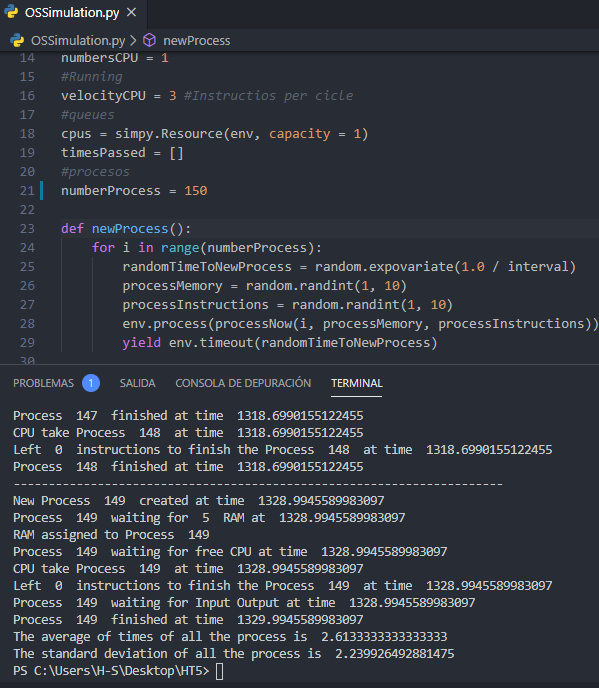 OSSimulation.py ×
OSSimulation.py > newProcess
14 numbersCPU = 1
15 #Running
16 velocityCPU = 3 #Instructios per cicle
17 #queues
18 cpus = simpy.Resource(env, capacity = 1)
19 timesPassed = []
20 #procesos
21 numberProcess = 150
22
23 def newProcess():
24     for i in range(numberProcess):
25         randomTimeToNewProcess = random.expovariate(1.0 / interval)
26         processMemory = random.randint(1, 10)
27         processInstructions = random.randint(1, 10)
28         env.process(processNow(i, processMemory, processInstructions))
29         yield env.timeout(randomTimeToNewProcess)
30
PROBLEMAS 1 SALIDA CONSOLA DE DEPURACIÓN TERMINAL
Process  147  finished at time  1318.6990155122455
CPU take Process  148  at time  1318.6990155122455
Left  0  instructions to finish the Process  148  at time  1318.6990155122455
Process  148  finished at time  1318.6990155122455
----------------------------------------------------------------------
New Process  149  created at time  1328.9945589983097
Process  149  waiting for  5  RAM at  1328.9945589983097
RAM assigned to Process  149
Process  149  waiting for free CPU at time  1328.9945589983097
CPU take Process  149  at time  1328.9945589983097
Left  0  instructions to finish the Process  149  at time  1328.9945589983097
Process  149  waiting for Input Output at time  1328.9945589983097
Process  149  finished at time  1329.9945589983097
The average of times of all the process is  2.6133333333333333
The standard deviation of all the process is  2.239926492881475
PS C:\Users\H-S\Desktop\HT5>